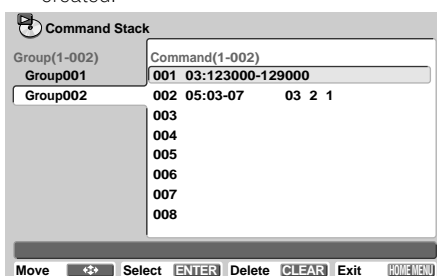 created.
Command Stack
Group(1-002)
Group001
Group002
Command(1-002)
001 03:123000-129000
002 05:03-07 03 2 1
003
004
005
006
007
008
Move Select ENTER Delete CLEAR Exit HOME MENU